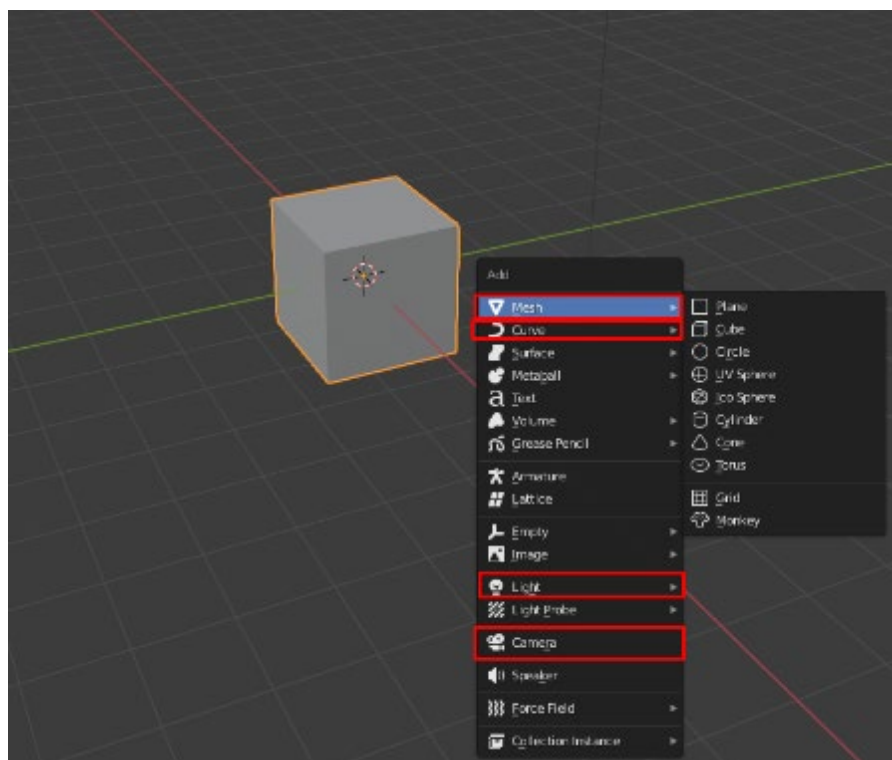 Add
Mesh
Curve
Surface
Metaball
Text
Volume
Grease Pencil
Armature
Lattice
Empty
Image
Light
Light Probe
Camera
Speaker
Force Field
Collection Instance
Plane
Cube
Circle
UV Sphere
Ico Sphere
Cylinder
Cone
Torus
Grid
Monkey